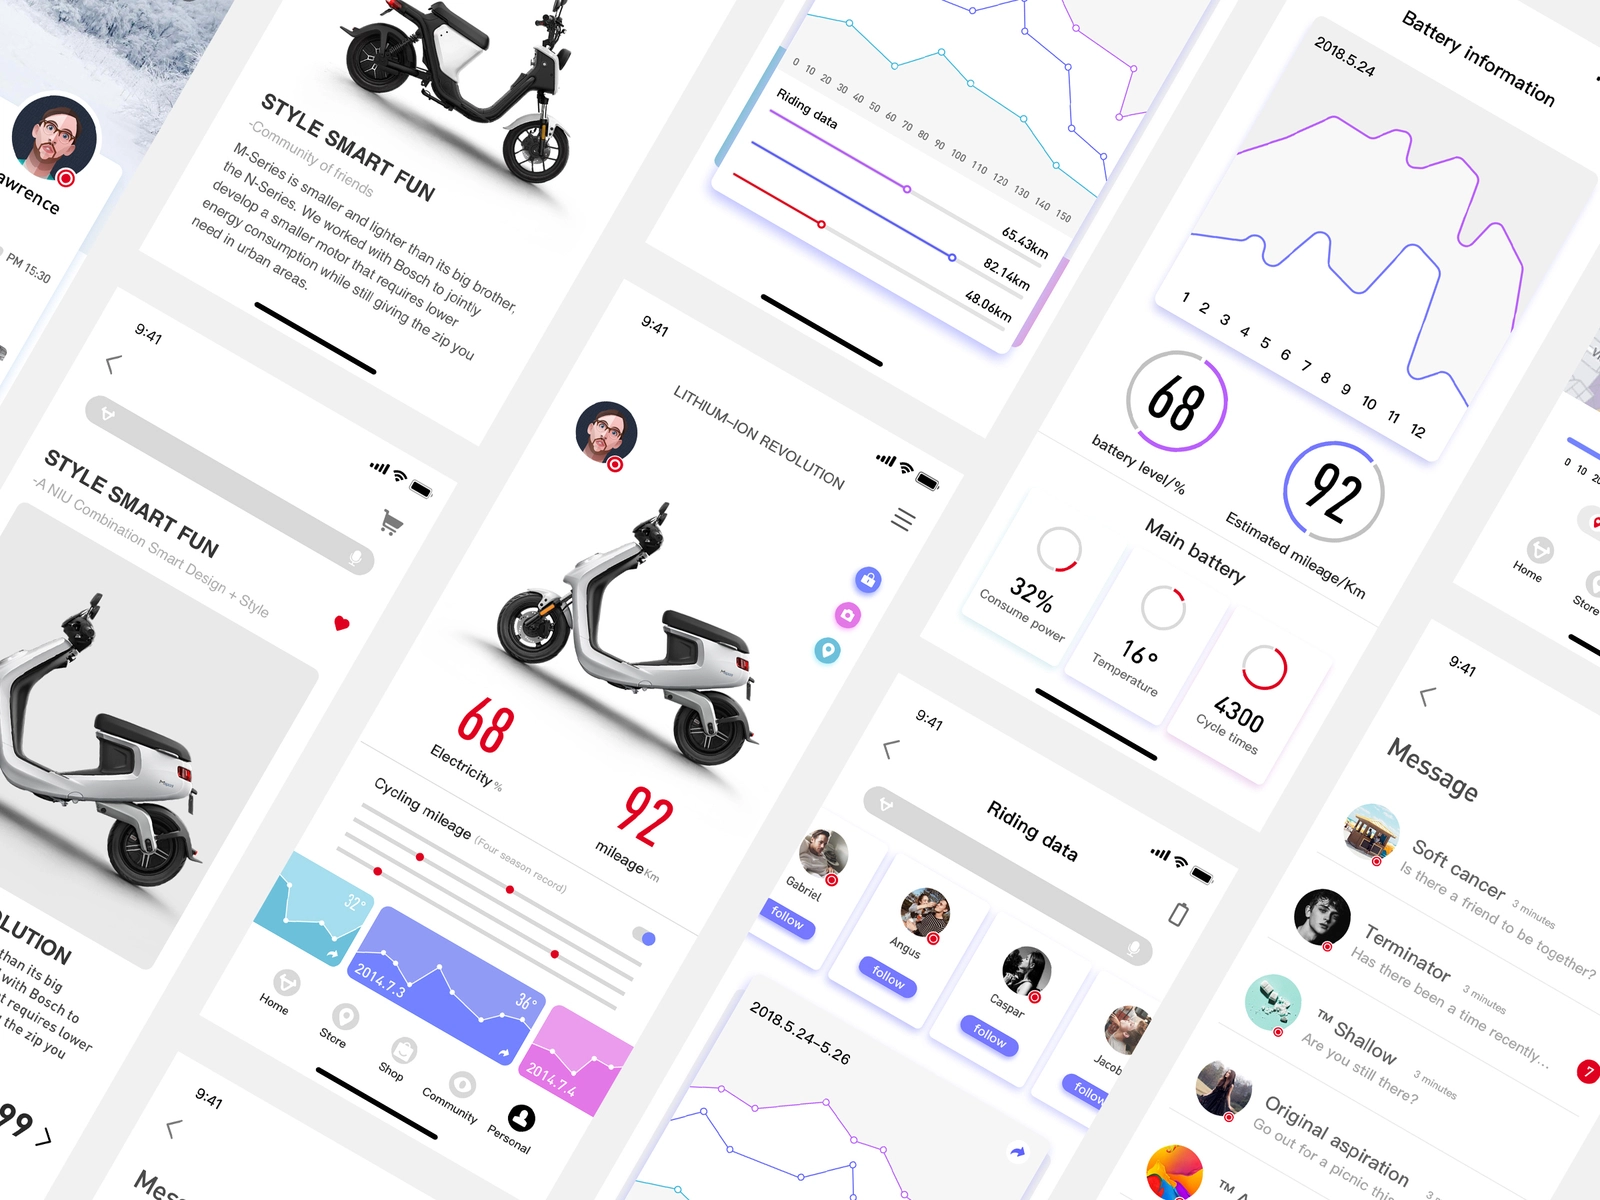 awrence
PM 15:30
STYLE SMART FUN
-Community of friends
M-Series is smaller and lighter than its big brother,
the N-Series. We worked with Bosch to jointly
develop a smaller motor that requires lower
energy consumption while still giving the zip you
need in urban areas.
9:41
STYLE SMART FUN
-A NIU Combination Smart Design + Style
OLUTION
than its big
with Bosch to
requires lower
the zip you
99
9:41
LITHIUM-ION REVOLUTION
68
Electricity %
92
mileage Km
Cycling mileage (Four season record)
32°
2014.7.3
36°
2014.7.4
Home
Store
Shop
Community
Personal
9:41
0 10 20 30 40 50 60 70 80 90 100 110 120 130 140 150
Riding data
65.43km
82.14km
48.06km
Battery information
2018.5.24
1 2 3 4 5 6 7 8 9 10 11 12
68
battery level/%
92
Estimated mileage/Km
Main battery
32%
Consume power
16°
Temperature
4300
Cycle times
9:41
Riding data
Gabriel
follow
Angus
follow
Caspar
follow
Jacob
follow
2018.5.24-5.26
0 10
Home
Store
9:41
Message
Soft cancer 3 minutes
Is there a friend to be together?
Terminator 3 minutes
Has there been a time recently...
7
™ Shallow 3 minutes
Are you still there?
Original aspiration
Go out for a picnic this